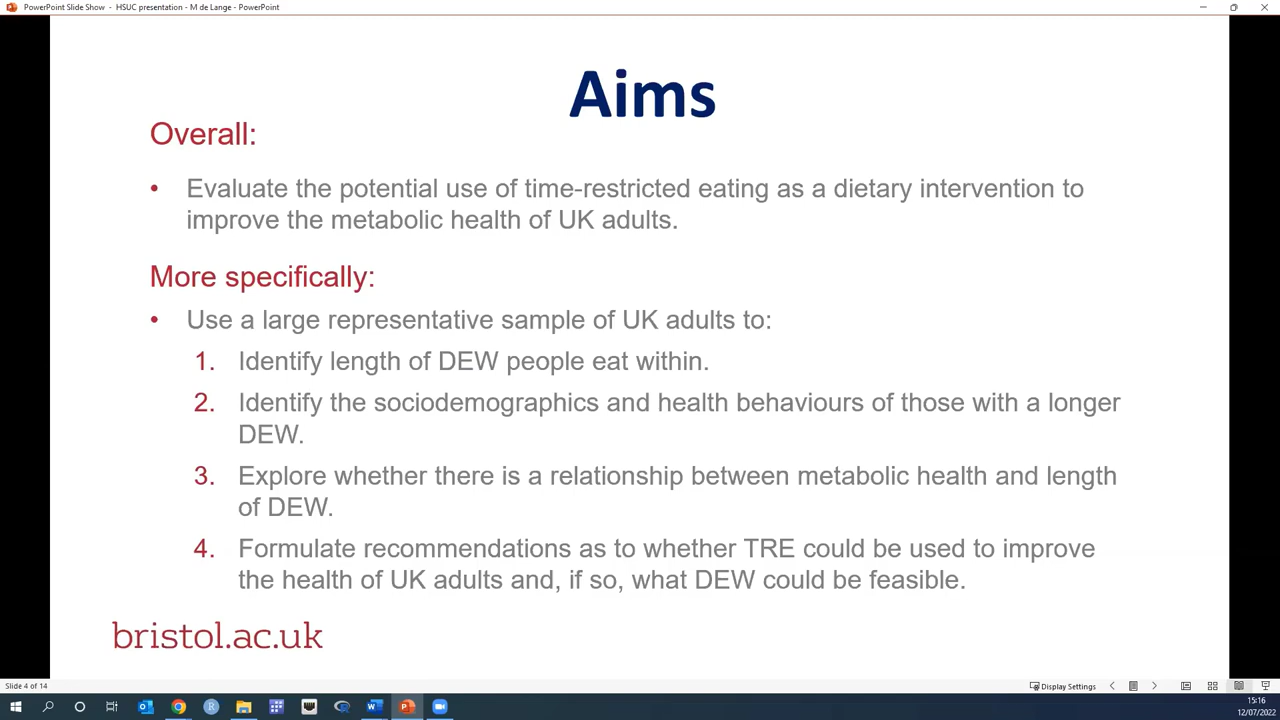 PowerPoint Slide Show - HSUC presentation - M de Lange - PowerPoint
Aims
Overall:
• Evaluate the potential use of time-restricted eating as a dietary intervention to
improve the metabolic health of UK adults.
More specifically:
• Use a large representative sample of UK adults to:
1. Identify length of DEW people eat within.
2. Identify the sociodemographics and health behaviours of those with a longer
DEW.
3. Explore whether there is a relationship between metabolic health and length
of DEW.
4. Formulate recommendations as to whether TRE could be used to improve
the health of UK adults and, if so, what DEW could be feasible.
bristol.ac.uk
Slide 4 of 14
Display Settings
15:16
12/07/2022